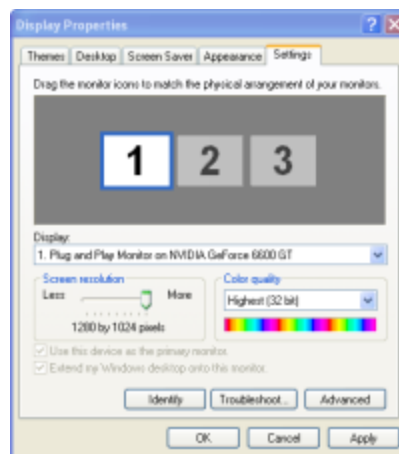 Display Properties
Themes Desktop Screen Saver Appearance Settings
Drag the monitor icons to match the physical arrangement of your monitors.
1 2 3
Display:
1. Plug and Play Monitor on NVIDIA GeForce 6600 GT
Screen resolution Color quality
Less More Highest (32 bit)
1280 by 1024 pixels
Use this device as the primary monitor.
Extend my Windows desktop onto this monitor.
Identify Troubleshoot... Advanced
OK Cancel Apply